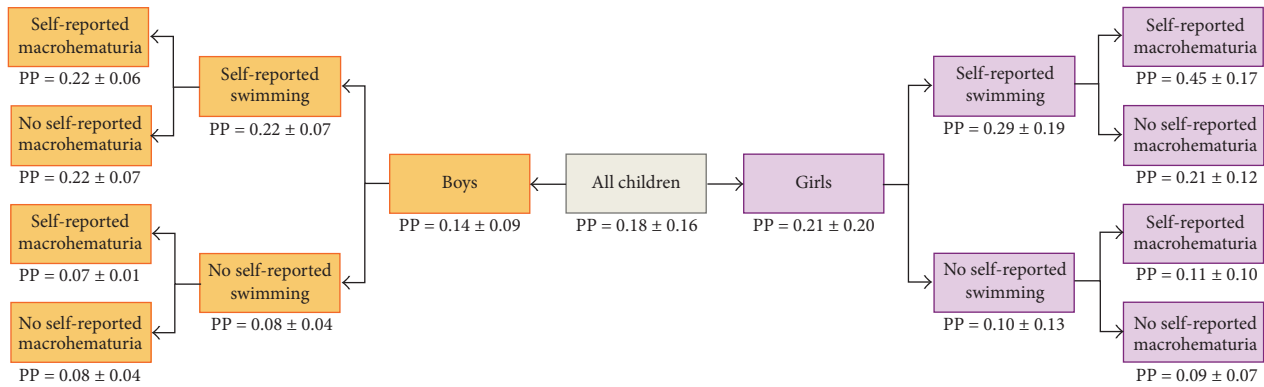 Self-reported
macrohematuria
PP = 0.22 ± 0.06
No self-reported
macrohematuria
PP = 0.22 ± 0.07
Self-reported
swimming
PP = 0.22 ± 0.07
Self-reported
macrohematuria
PP = 0.07 ± 0.01
No self-reported
macrohematuria
PP = 0.08 ± 0.04
No self-reported
swimming
PP = 0.08 ± 0.04
Boys
PP = 0.14 ± 0.09
All children
PP = 0.18 ± 0.16
Girls
PP = 0.21 ± 0.20
Self-reported
swimming
PP = 0.29 ± 0.19
Self-reported
macrohematuria
PP = 0.45 ± 0.17
No self-reported
macrohematuria
PP = 0.21 ± 0.12
No self-reported
swimming
PP = 0.10 ± 0.13
Self-reported
macrohematuria
PP = 0.11 ± 0.10
No self-reported
macrohematuria
PP = 0.09 ± 0.07